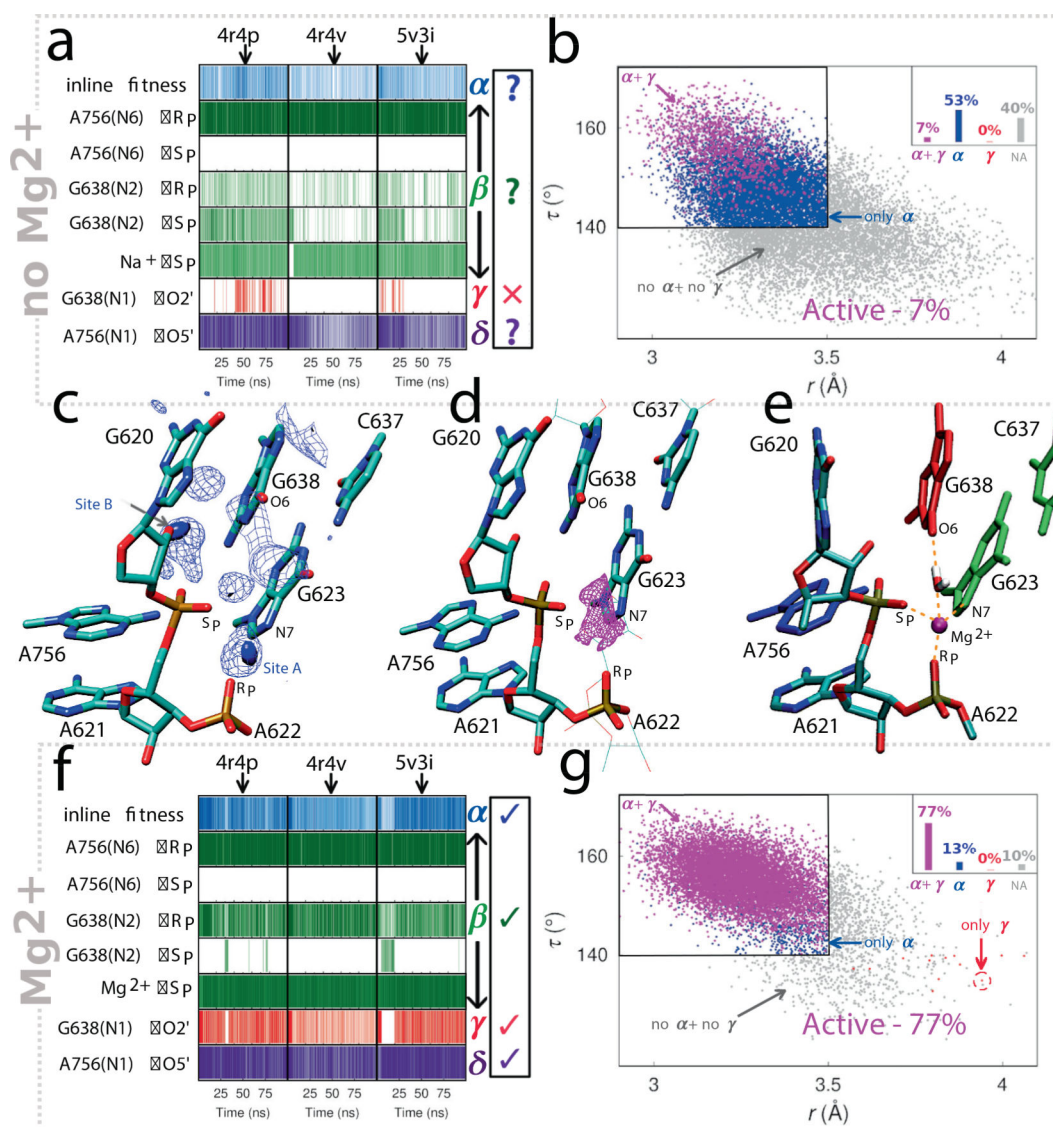 a
4r4p 4r4v 5v3i
inline fitness α ?
A756(N6) □RP
A756(N6) □SP
G638(N2) □RP β ?
G638(N2) □SP
Na+ □SP
G638(N1) □O2' γ ×
A756(N1) □O5' δ ?
25 50 75 25 50 75 25 50 75
Time (ns) Time (ns) Time (ns)
no Mg2+
b
α+γ
53%
40%
7%
0%
α+γ α γ NA
160
140
τ (°)
only α
no α+ no γ
Active - 7%
3 3.5 4
r (Å)
c
G620
C637
G638
O6
Site B
G623
SP
N7
A756
Site A
RP
A621
A622
d
G620
C637
G638
O6
G623
SP
N7
A756
RP
A621
A622
e
G620
C637
G638
O6
G623
N7
SP
Mg2+
A756
RP
A621
A622
f
4r4p 4r4v 5v3i
inline fitness α ✓
A756(N6) □RP
A756(N6) □SP
G638(N2) □RP β ✓
G638(N2) □SP
Mg2+ □SP
G638(N1) □O2' γ ✓
A756(N1) □O5' δ ✓
25 50 75 25 50 75 25 50 75
Time (ns) Time (ns) Time (ns)
Mg2+
g
α+γ
77%
13%
0%
10%
α+γ α γ NA
160
140
τ (°)
only γ
only α
no α+ no γ
Active - 77%
3 3.5 4
r (Å)